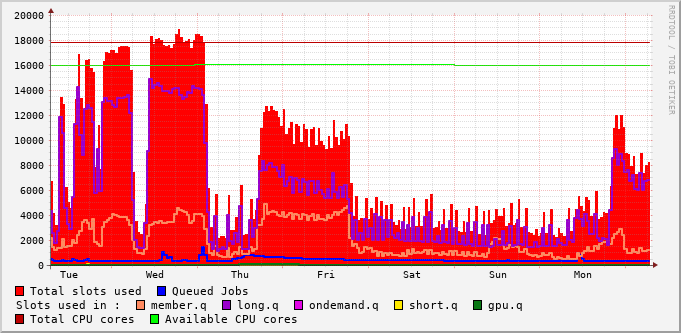 20000
18000
16000
14000
12000
10000
8000
6000
4000
2000
0
Tue Wed Thu Fri Sat Sun Mon
RRDTOOL / TOBI OETIKER
Total slots used Queued Jobs
Slots used in : member.q long.q ondemand.q short.q gpu.q
Total CPU cores Available CPU cores